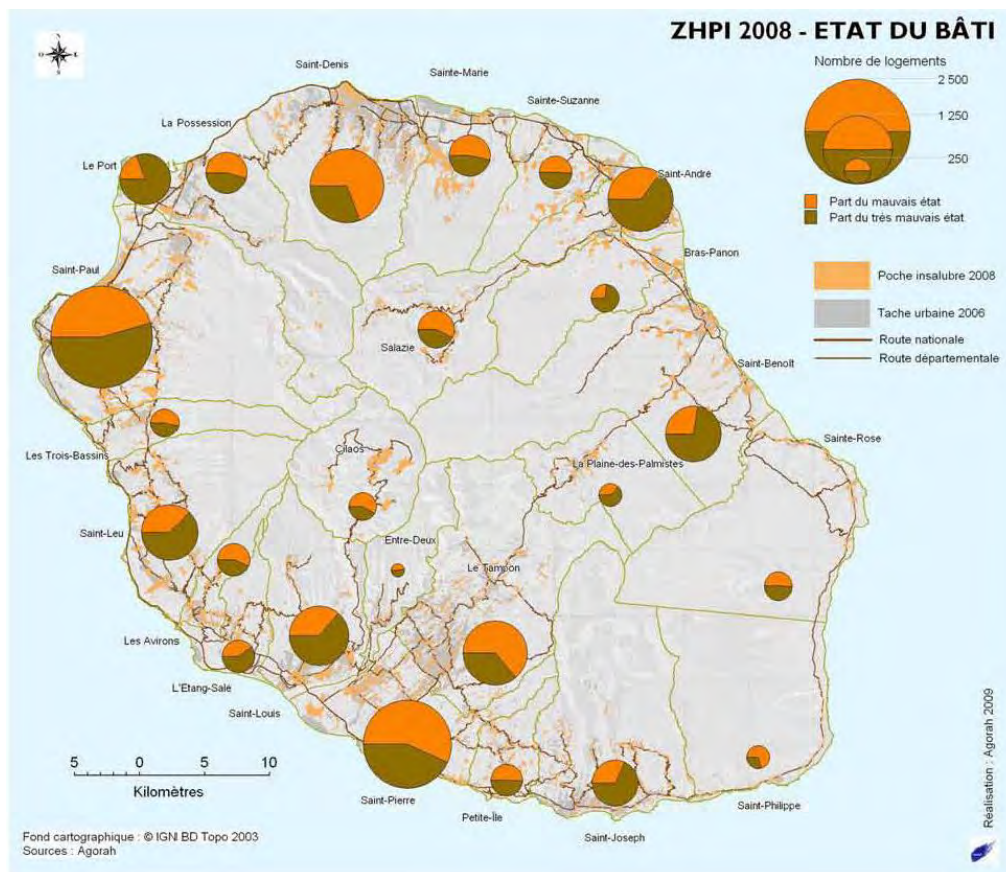 ZHPI 2008 - ETAT DU BÂTI
Nombre de logements
2 500
1 250
250
Part du mauvais état
Part du très mauvais état
Poche insalubre 2008
Tache urbaine 2006
Route nationale
Route départementale
Saint-Denis
Sainte-Marie
Sainte-Suzanne
La Possession
Le Port
Saint-André
Bras-Panon
Saint-Paul
Salazie
Saint-Benoît
Sainte-Rose
Les Trois-Bassins
Cilaos
La Plaine-des-Palmistes
Saint-Leu
Entre-Deux
Le Tampon
Les Avirons
L'Etang-Salé
Saint-Louis
Saint-Pierre
Petite-Île
Saint-Joseph
Saint-Philippe
5 0 5 10
Kilomètres
Fond cartographique : © IGN BD Topo 2003
Sources : Agorah
Réalisation : Agorah 2009